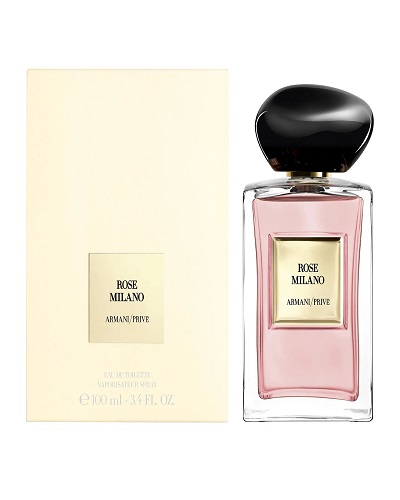 ROSE
MILANO
ARMANI/PRIVE
EAU DE TOILETTE
VAPORISATEUR SPRAY
℮ 100 ml - 3.4 FL. OZ.
ROSE
MILANO
ARMANI/PRIVE